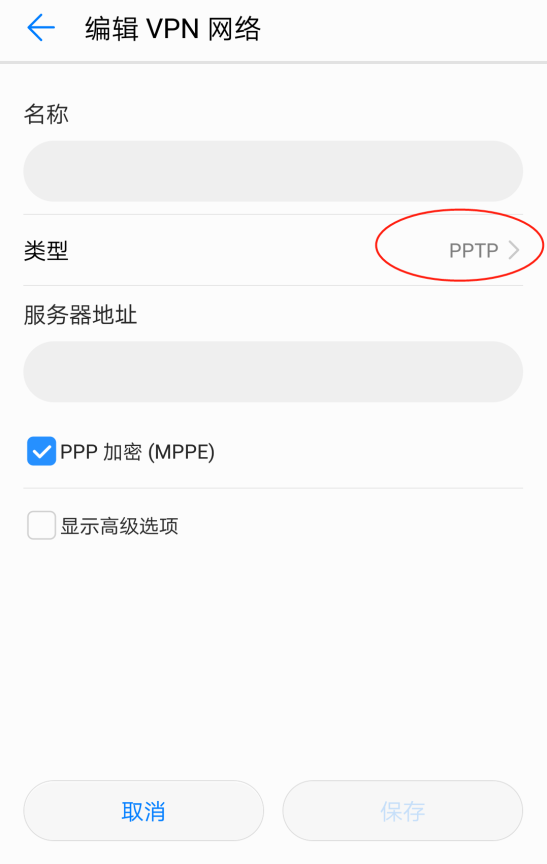 编辑 VPN 网络
名称
类型 PPTP
服务器地址
PPP 加密 (MPPE)
显示高级选项
取消 保存